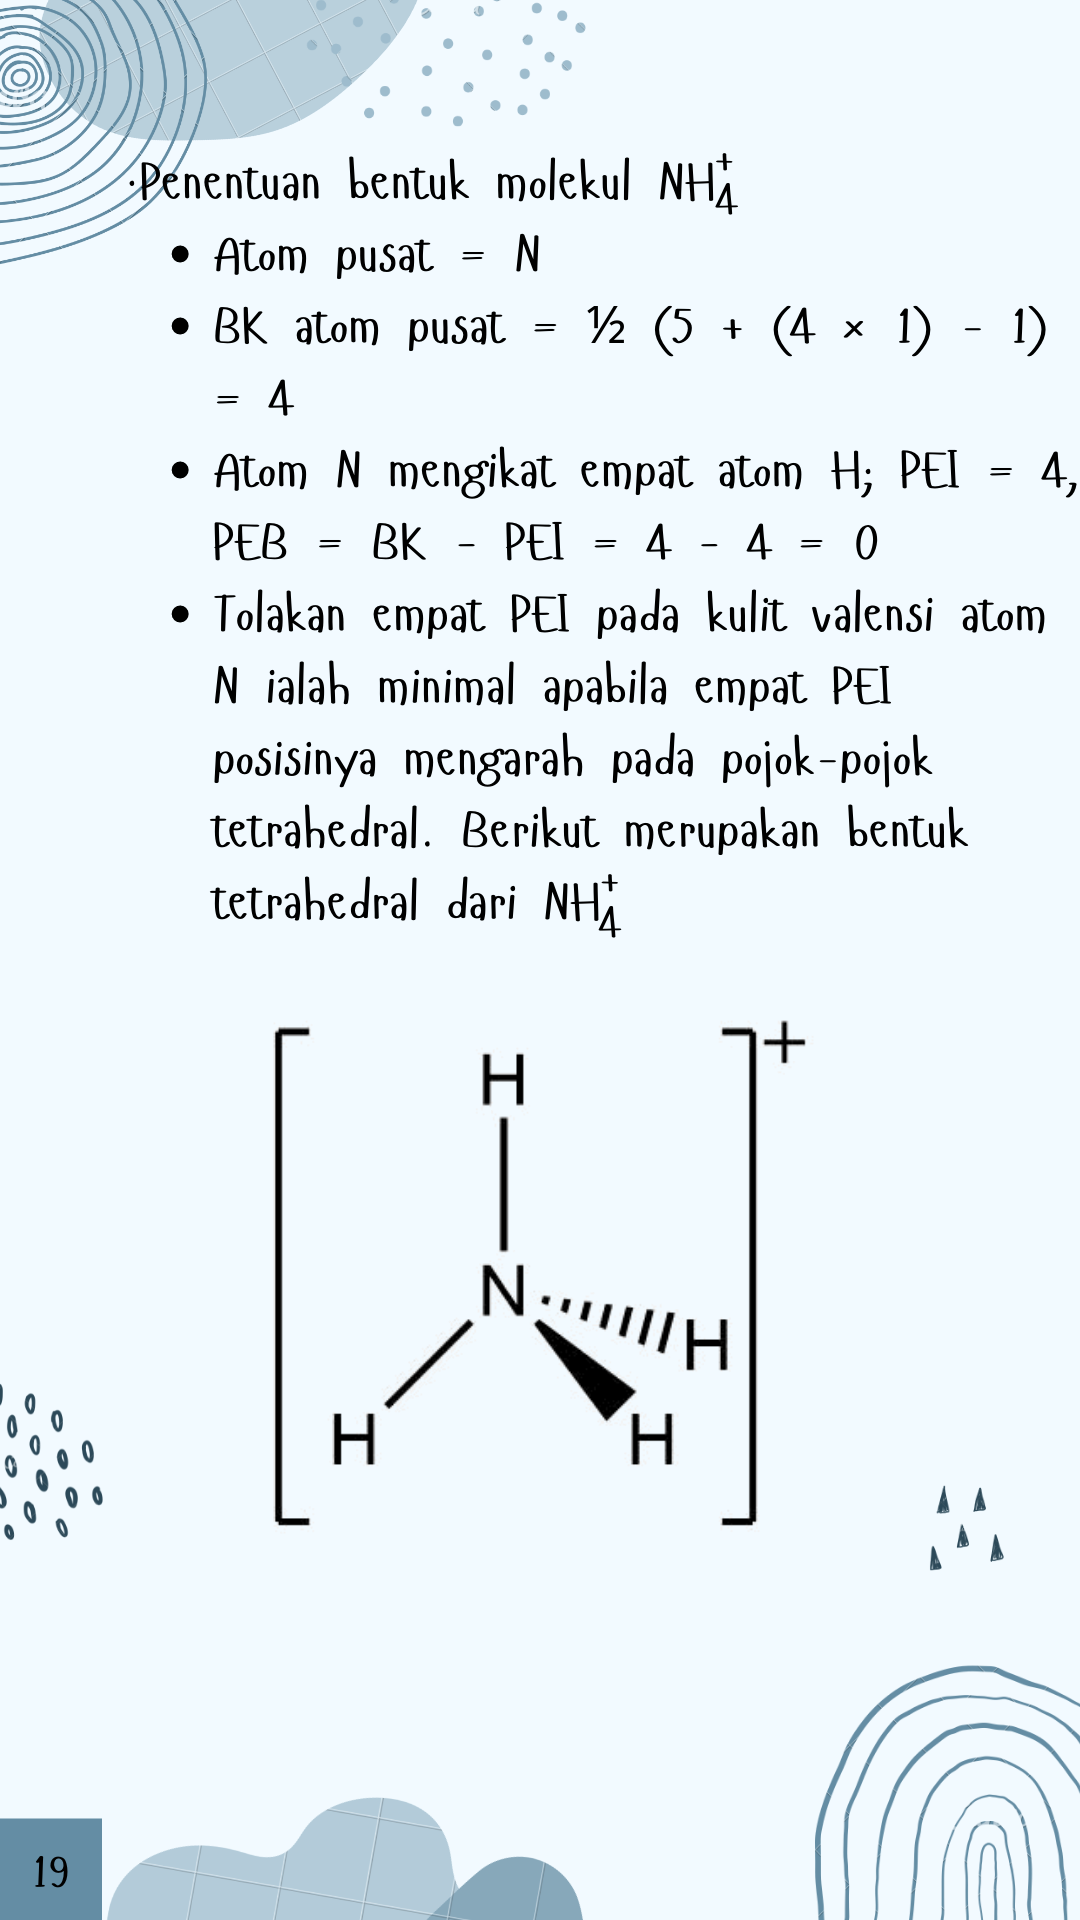 ·Penentuan bentuk molekul NH₄⁺
• Atom pusat = N
• BK atom pusat = ½ (5 + (4 × 1) - 1)
= 4
• Atom N mengikat empat atom H; PEI = 4,
PEB = BK - PEI = 4 - 4 = 0
• Tolakan empat PEI pada kulit valensi atom
N ialah minimal apabila empat PEI
posisinya mengarah pada pojok-pojok
tetrahedral. Berikut merupakan bentuk
tetrahedral dari NH₄⁺
+
H
N
H
H
H
19